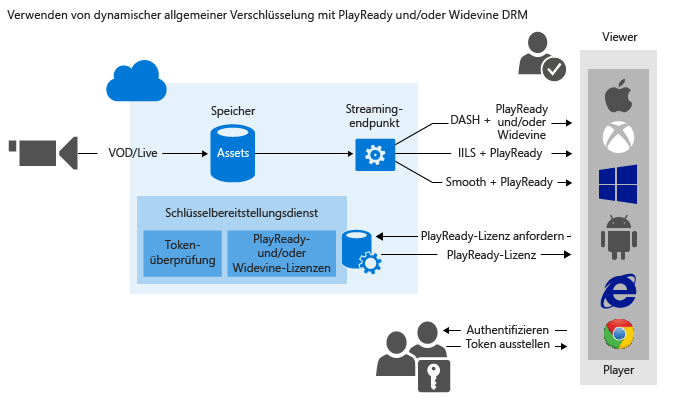 Verwenden von dynamischer allgemeiner Verschlüsselung mit PlayReady und/oder Widevine DRM
Viewer
Speicher
Streaming-
endpunkt
VOD/Live
Assets
DASH +
PlayReady
und/oder
Widevine
IILS + PlayReady
Smooth + PlayReady
Schlüsselbereitstellungsdienst
Token-
überprüfung
PlayReady-
und/oder
Widevine-Lizenzen
PlayReady-Lizenz anfordern
PlayReady-Lizenz
Authentifizieren
Token ausstellen
Player